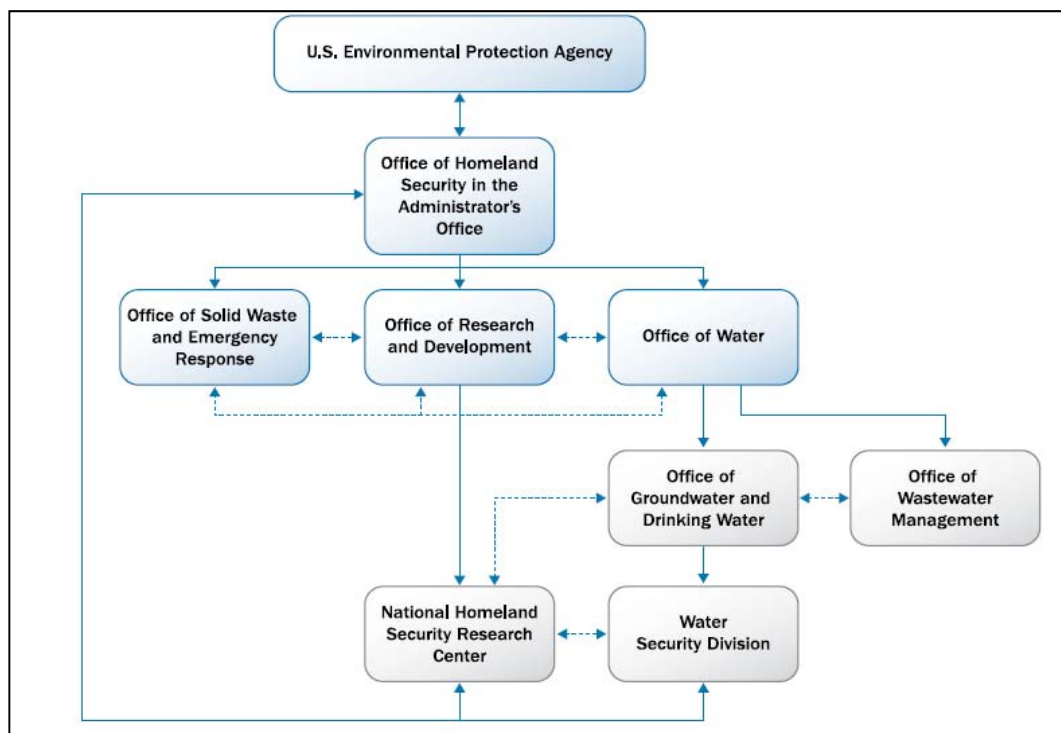 U.S. Environmental Protection Agency
Office of Homeland
Security in the
Administrator's
Office
Office of Solid Waste
and Emergency
Response
Office of Research
and Development
Office of Water
Office of
Groundwater and
Drinking Water
Office of
Wastewater
Management
National Homeland
Security Research
Center
Water
Security Division